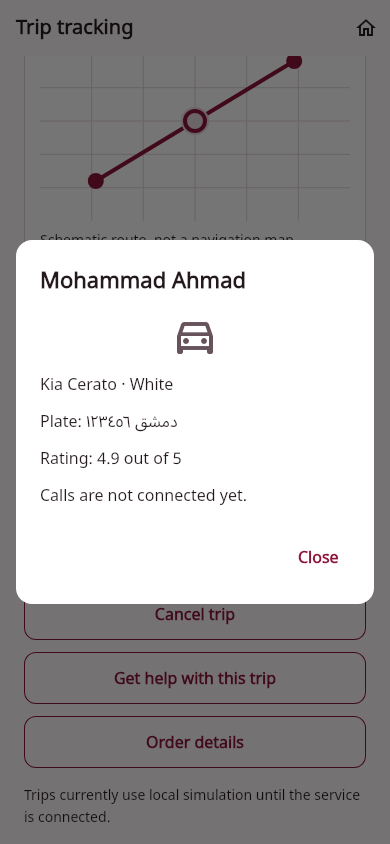 Trip tracking
Schematic route, not a navigation map
Mohammad Ahmad
Kia Cerato · White
Plate: دمشق ١٢٣٤٥٦
Rating: 4.9 out of 5
Calls are not connected yet.
Close
Cancel trip
Get help with this trip
Order details
Trips currently use local simulation until the service
is connected.